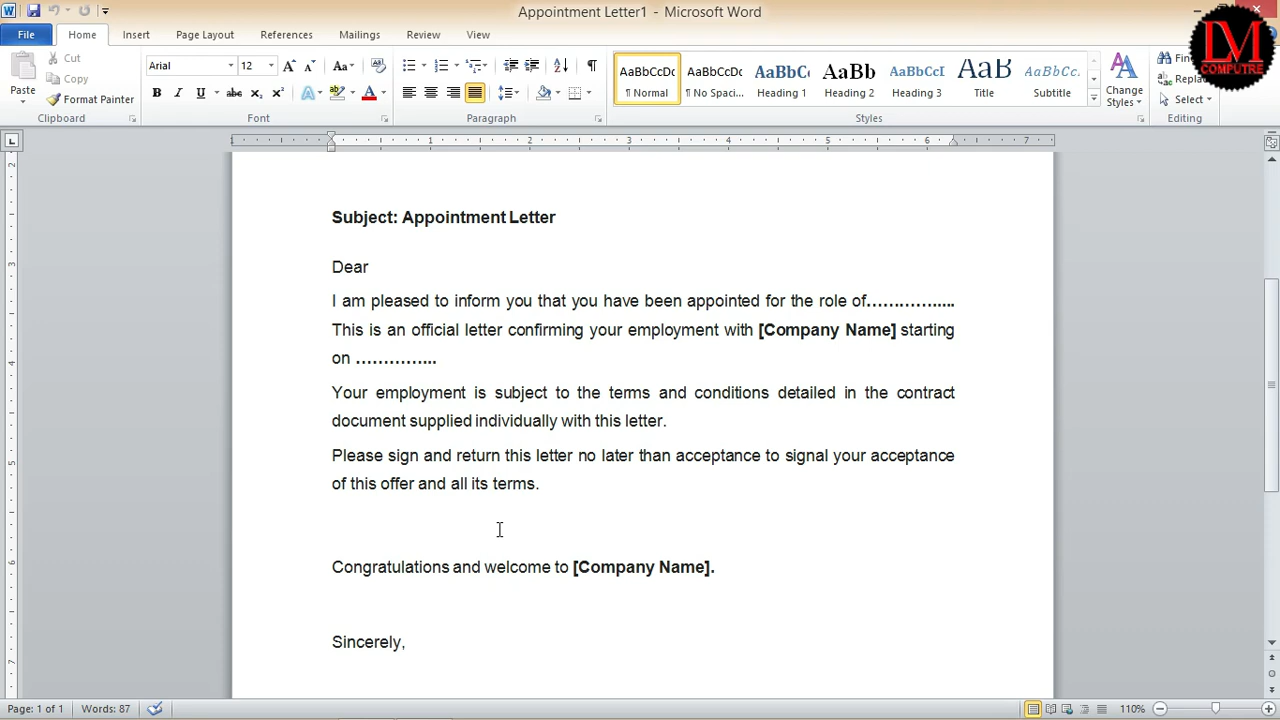 Appointment Letter1 - Microsoft Word
File Home Insert Page Layout References Mailings Review View
Paste
Cut
Copy
Format Painter
Clipboard
Arial 12
Font
Paragraph
AaBbCcDc AaBbCcDc AaBbC AaBb AaBbCc AaB AaBbCc.
¶ Normal ¶ No Spaci... Heading 1 Heading 2 Heading 3 Title Subtitle
Change Styles
Styles
Find
Select
Editing
LM
COMPUTRE
Subject: Appointment Letter
Dear
I am pleased to inform you that you have been appointed for the role of………….....
This is an official letter confirming your employment with [Company Name] starting
on …………...
Your employment is subject to the terms and conditions detailed in the contract
document supplied individually with this letter.
Please sign and return this letter no later than acceptance to signal your acceptance
of this offer and all its terms.
Congratulations and welcome to [Company Name].
Sincerely,
Page: 1 of 1 Words: 87 110%